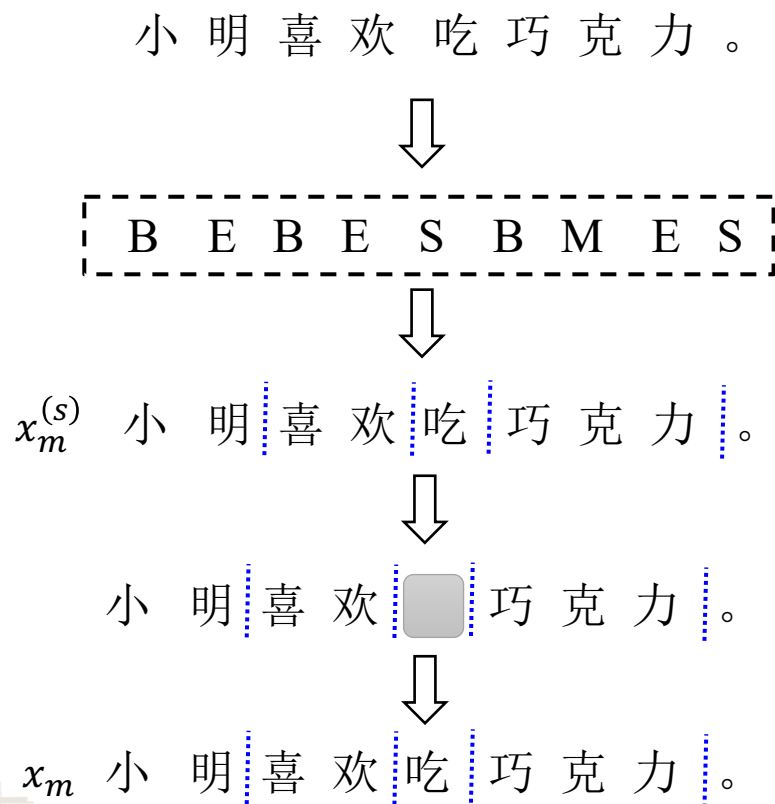 小 明 喜 欢 吃 巧 克 力 。
B E B E S B M E S
x_m^{(s)} 小 明 喜 欢 吃 巧 克 力 。
小 明 喜 欢 巧 克 力 。
x_m 小 明 喜 欢 吃 巧 克 力 。